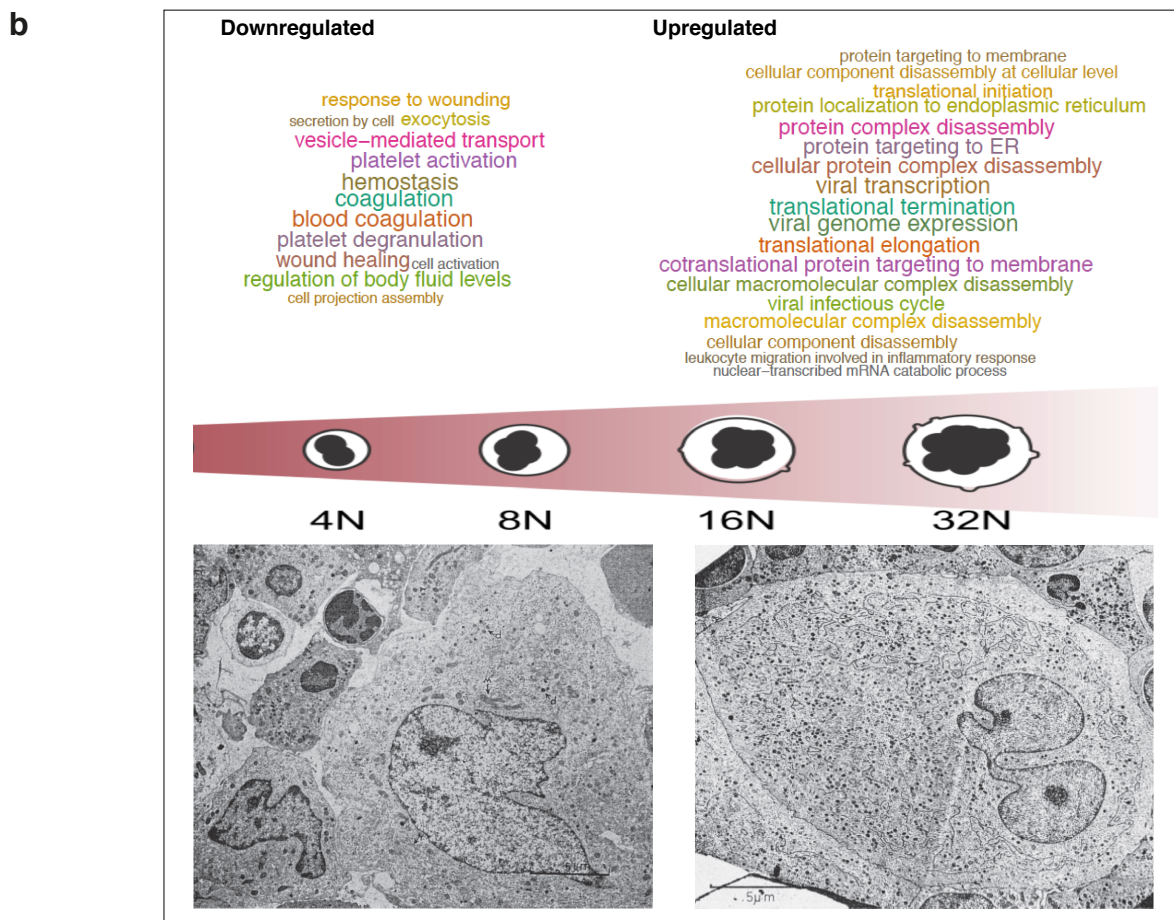 b
Downregulated
Upregulated
response to wounding
secretion by cell exocytosis
vesicle−mediated transport
platelet activation
hemostasis
coagulation
blood coagulation
platelet degranulation
wound healing cell activation
regulation of body fluid levels
cell projection assembly
protein targeting to membrane
cellular component disassembly at cellular level
translational initiation
protein localization to endoplasmic reticulum
protein complex disassembly
protein targeting to ER
cellular protein complex disassembly
viral transcription
translational termination
viral genome expression
translational elongation
cotranslational protein targeting to membrane
cellular macromolecular complex disassembly
viral infectious cycle
macromolecular complex disassembly
cellular component disassembly
leukocyte migration involved in inflammatory response
nuclear−transcribed mRNA catabolic process
4N
8N
16N
32N
.5µm